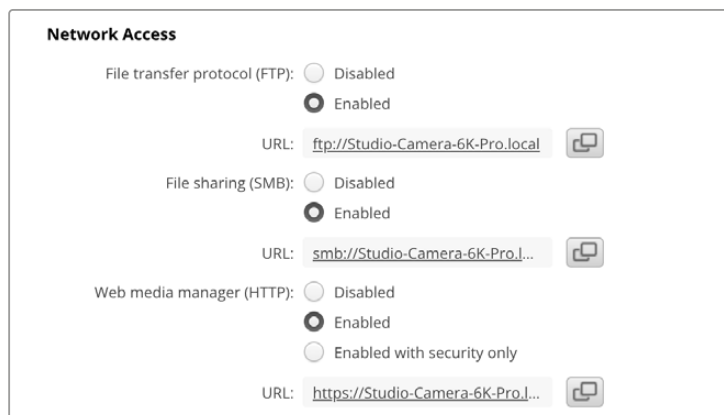 Network Access
File transfer protocol (FTP): Disabled
Enabled
URL: ftp://Studio-Camera-6K-Pro.local
File sharing (SMB): Disabled
Enabled
URL: smb://Studio-Camera-6K-Pro.l...
Web media manager (HTTP): Disabled
Enabled
Enabled with security only
URL: https://Studio-Camera-6K-Pro.l...